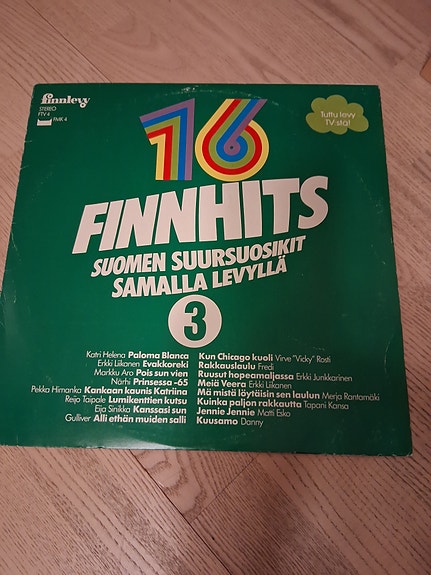 finnlevy
STEREO
FTV 4
FMK 4
Tuttu levy
TV:stä!
16
FINNHITS
SUOMEN SUURSUOSIKIT
SAMALLA LEVYLLÄ
3
Katri Helena Paloma Blanca
Erkki Liikanen Evakkoreki
Markku Aro Pois sun vien
Närhi Prinsessa -65
Pekka Himanka Kankaan kaunis Katriina
Reijo Taipale Lumikenttien kutsu
Eija Sinikka Kanssasi sun
Gulliver Älli ethän muiden salli
Kun Chicago kuoli Virve "Vicky" Rosti
Rakkauslaulu Fredi
Ruusut hopeamaljassa Erkki Junkkarinen
Meiä Veera Erkki Liikanen
Mä mistä löytäisin sen laulun Merja Rantamäki
Kuinka paljon rakkautta Tapani Kansa
Jennie Jennie Matti Esko
Kuusamo Danny